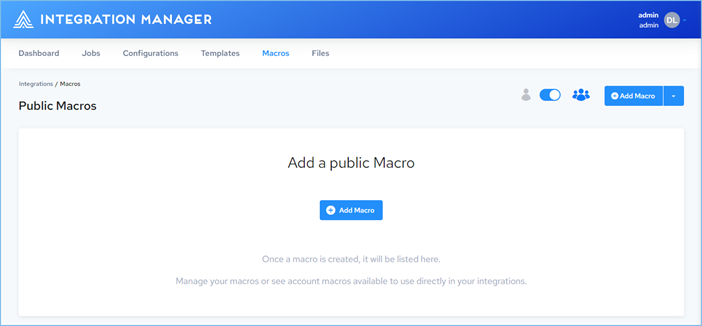 INTEGRATION MANAGER
admin
admin
DL
Dashboard Jobs Configurations Templates Macros Files
Integrations / Macros
Public Macros
Add Macro
Add a public Macro
Add Macro
Once a macro is created, it will be listed here.
Manage your macros or see account macros available to use directly in your integrations.